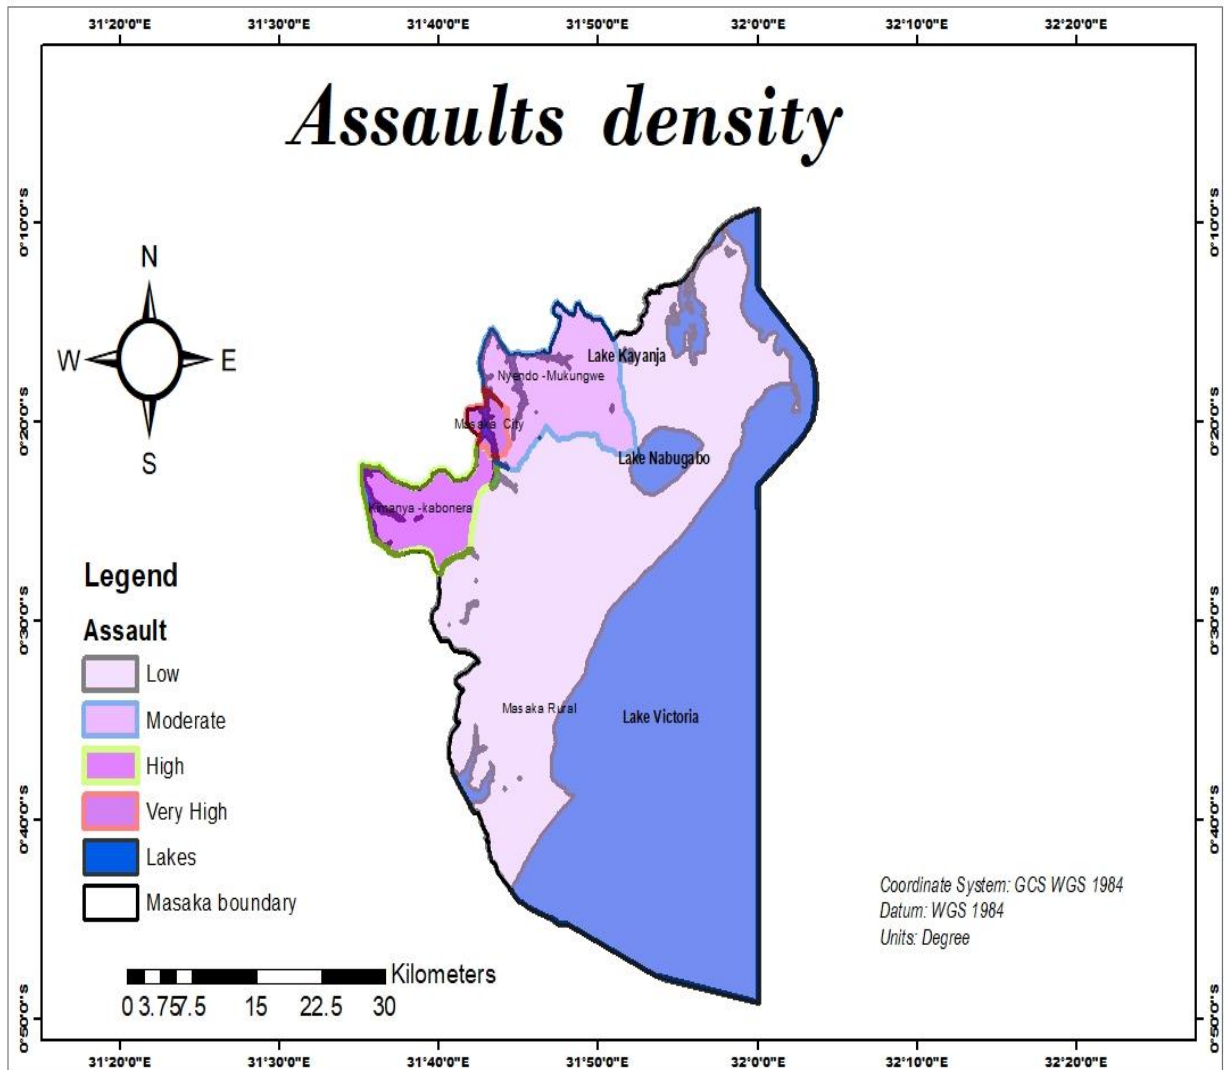 31°20'0"E 31°30'0"E 31°40'0"E 31°50'0"E 32°0'0"E 32°10'0"E 32°20'0"E
Assaults density
0°10'0"S 0°10'0"S
N
W E
S
Lake Kayanja
Nyendo -Mukungwe
0°20'0"S 0°20'0"S
Masaka City
Lake Nabugabo
Kimanya -kabonera
Legend
Assault
0°30'0"S 0°30'0"S
Low
Masaka Rural
Lake Victoria
Moderate
High
Very High
0°40'0"S 0°40'0"S
Lakes
Masaka boundary
Coordinate System: GCS WGS 1984
Datum: WGS 1984
Units: Degree
Kilometers
0 3.75 7.5 15 22.5 30
0°50'0"S 0°50'0"S
31°20'0"E 31°30'0"E 31°40'0"E 31°50'0"E 32°0'0"E 32°10'0"E 32°20'0"E